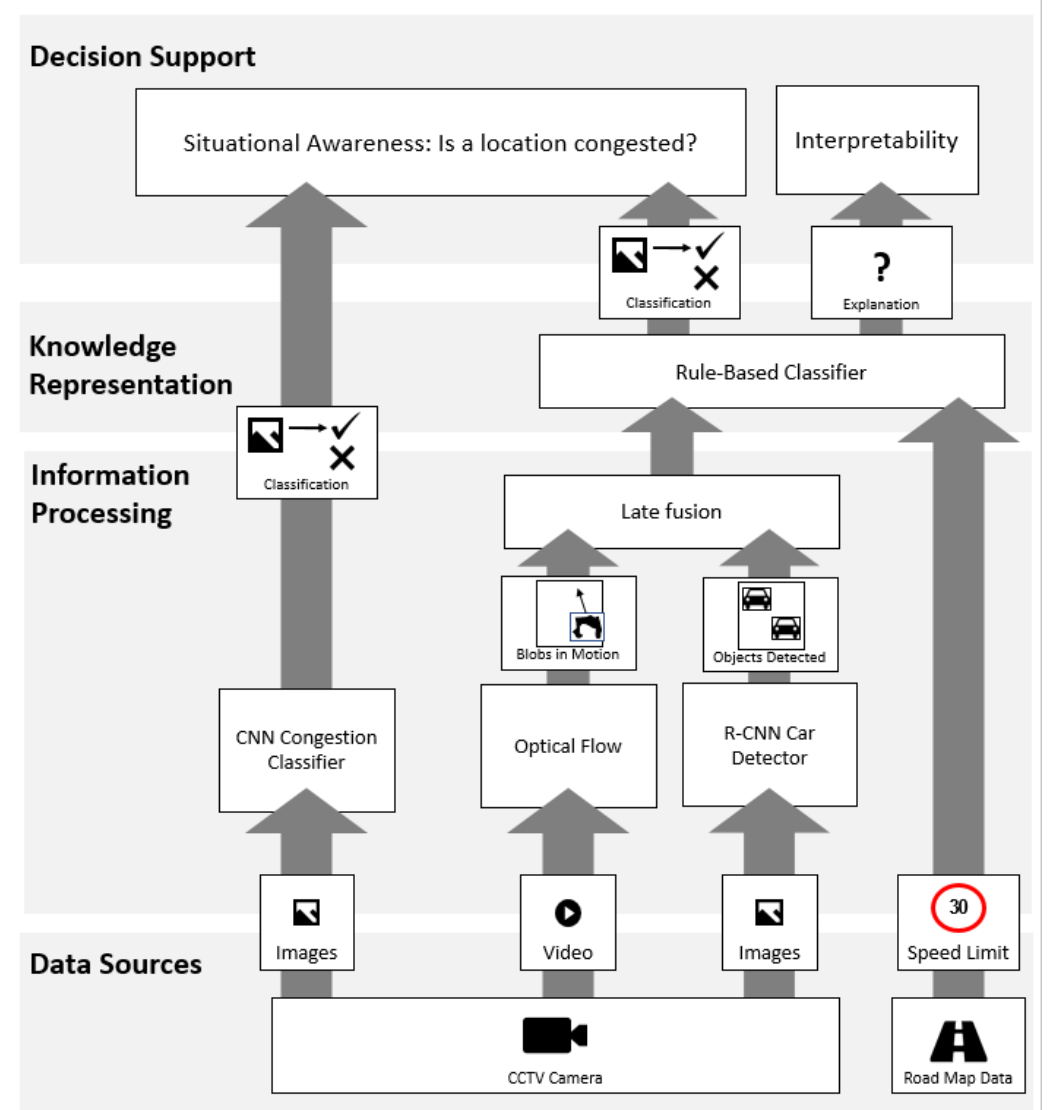 Decision Support
Situational Awareness: Is a location congested?
Interpretability
Classification
?
Explanation
Knowledge
Representation
Rule-Based Classifier
Classification
Information
Processing
Late fusion
Blobs in Motion
Objects Detected
CNN Congestion
Classifier
Optical Flow
R-CNN Car
Detector
Images
Video
Images
30
Speed Limit
Data Sources
CCTV Camera
Road Map Data